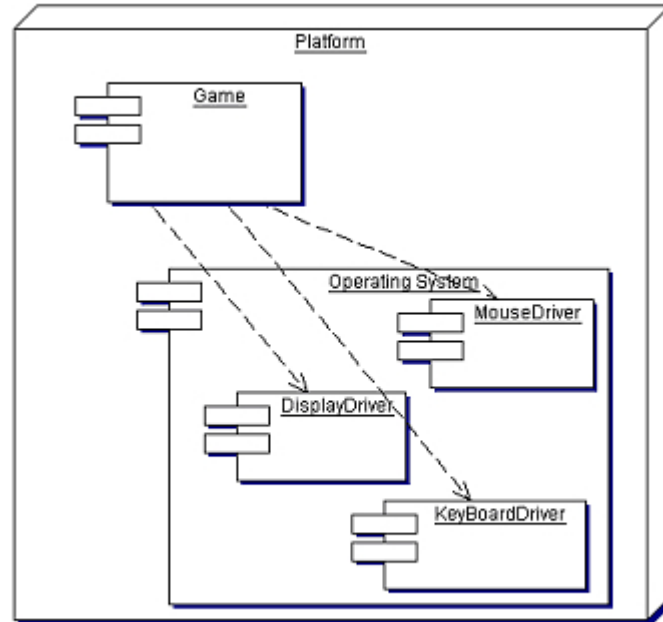 Platform
Game
Operating System
MouseDriver
DisplayDriver
KeyBoardDriver